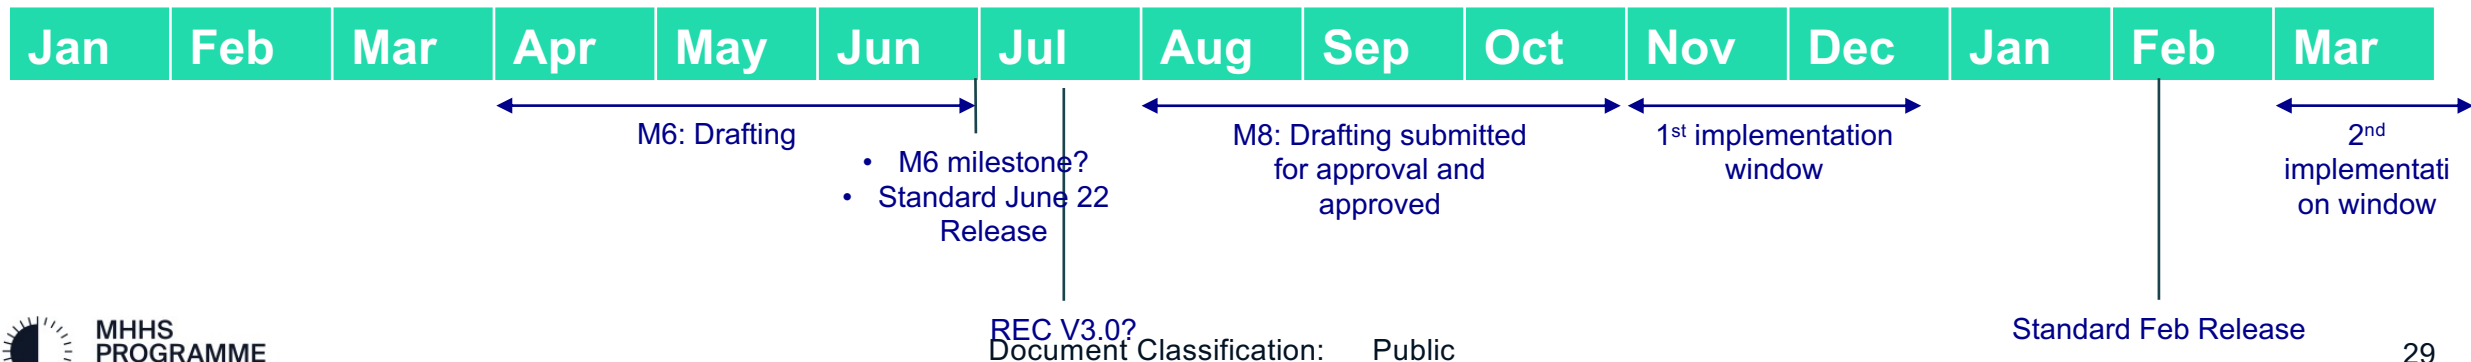 Jan Feb Mar Apr May Jun Jul Aug Sep Oct Nov Dec Jan Feb Mar
M6: Drafting
• M6 milestone?
• Standard June 22
Release
M8: Drafting submitted
for approval and
approved
1st implementation
window
2nd
implementati
on window
REC V3.0?
Standard Feb Release
MHHS
PROGRAMME
Document Classification: Public
29